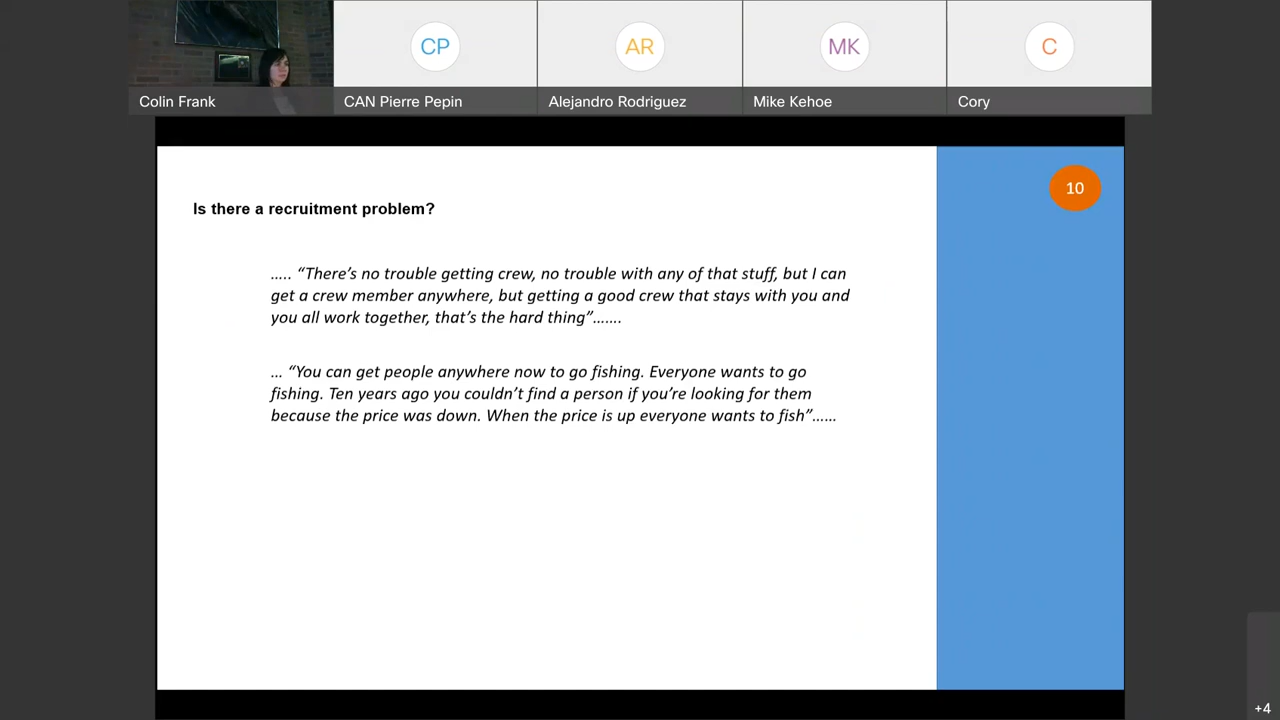 CP
AR
MK
C
Colin Frank
CAN Pierre Pepin
Alejandro Rodriguez
Mike Kehoe
Cory
10
Is there a recruitment problem?
….. “There’s no trouble getting crew, no trouble with any of that stuff, but I can
get a crew member anywhere, but getting a good crew that stays with you and
you all work together, that’s the hard thing”…….
… “You can get people anywhere now to go fishing. Everyone wants to go
fishing. Ten years ago you couldn’t find a person if you’re looking for them
because the price was down. When the price is up everyone wants to fish”……
+4